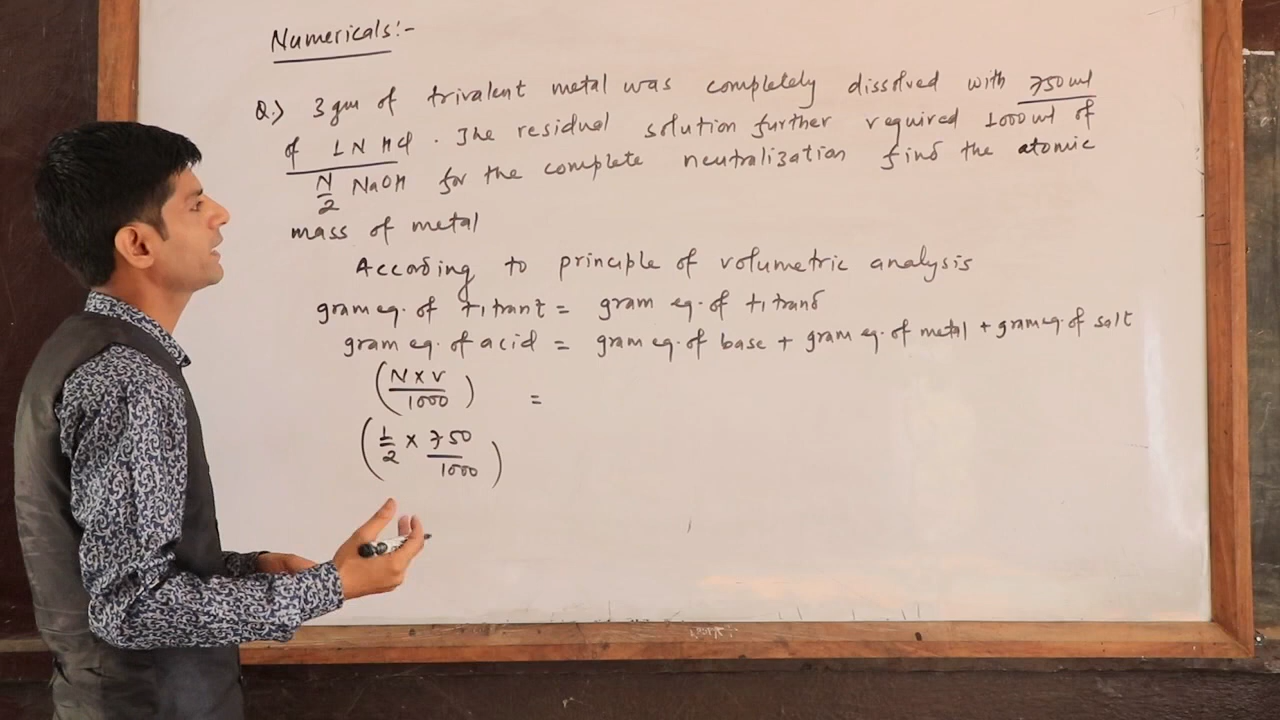 Numericals:-
Q.) 3 gm of trivalent metal was completely dissolved with 750 ml
of 1 N HCl . The residual solution further required 1000 ml of
N/2 NaOH for the complete neutralization find the atomic
mass of metal
According to principle of volumetric analysis
gram eq. of titrant = gram eq. of titrand
gram eq. of acid = gram eq. of base + gram eq. of metal + gram eq. of salt
(N x V / 1000) =
(1/2 x 750 / 1000)